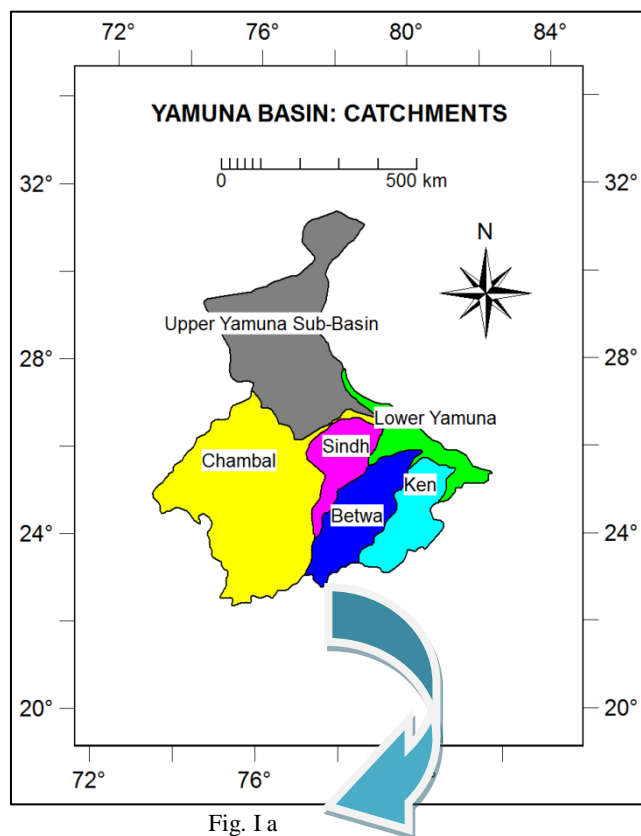 72° 76° 80° 84°
YAMUNA BASIN: CATCHMENTS
0 500 km
32° 32°
N
Upper Yamuna Sub-Basin
28° 28°
Lower Yamuna
Sindh
Chambal
Ken
Betwa
24° 24°
20° 20°
72° 76° 80°
Fig. I a